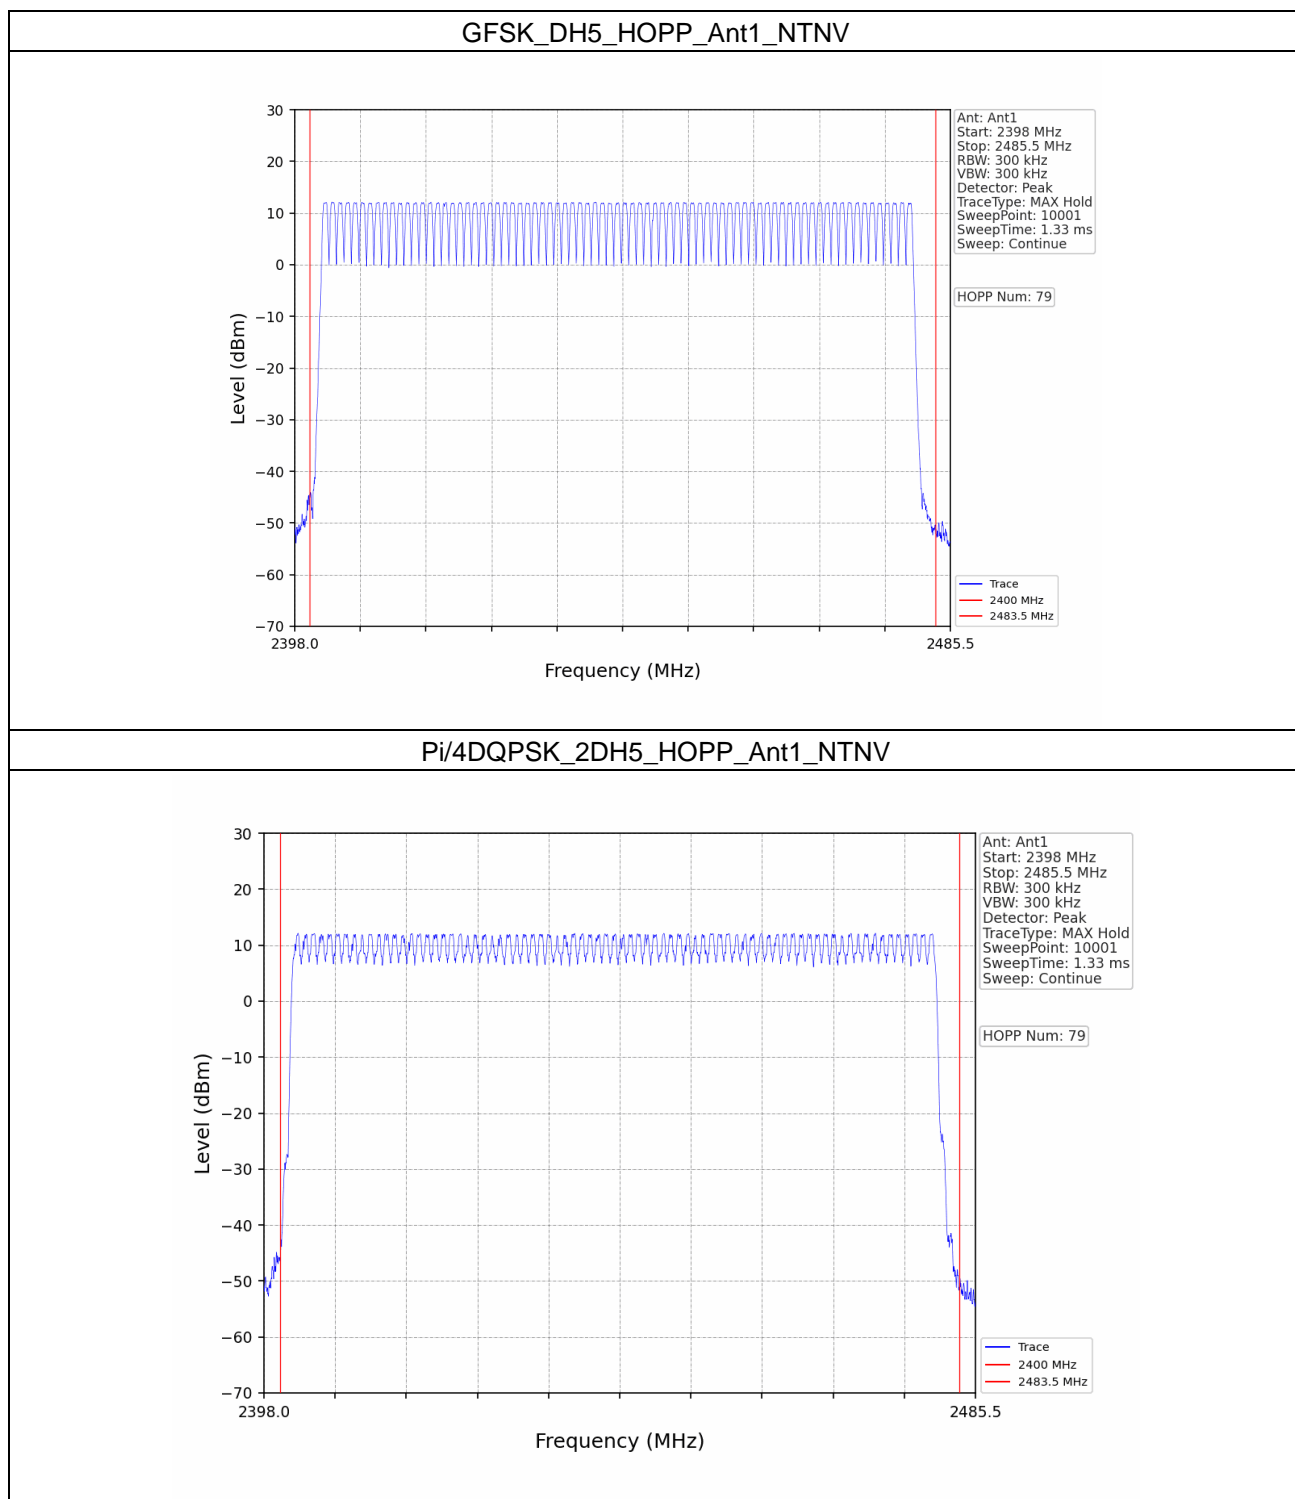 GFSK_DH5_HOPP_Ant1_NTNV
30
20
10
0
−10
−20
−30
−40
−50
−60
−70
Level (dBm)
2398.0
2485.5
Frequency (MHz)
Ant: Ant1
Start: 2398 MHz
Stop: 2485.5 MHz
RBW: 300 kHz
VBW: 300 kHz
Detector: Peak
TraceType: MAX Hold
SweepPoint: 10001
SweepTime: 1.33 ms
Sweep: Continue
HOPP Num: 79
Trace
2400 MHz
2483.5 MHz
Pi/4DQPSK_2DH5_HOPP_Ant1_NTNV
30
20
10
0
−10
−20
−30
−40
−50
−60
−70
Level (dBm)
2398.0
2485.5
Frequency (MHz)
Ant: Ant1
Start: 2398 MHz
Stop: 2485.5 MHz
RBW: 300 kHz
VBW: 300 kHz
Detector: Peak
TraceType: MAX Hold
SweepPoint: 10001
SweepTime: 1.33 ms
Sweep: Continue
HOPP Num: 79
Trace
2400 MHz
2483.5 MHz